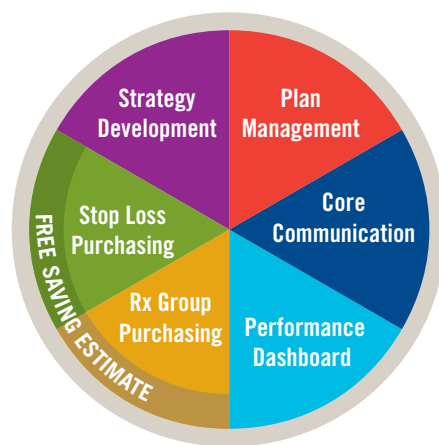 Strategy
Development
Plan
Management
Core
Communication
Performance
Dashboard
Rx Group
Purchasing
Stop Loss
Purchasing
FREE SAVING ESTIMATE